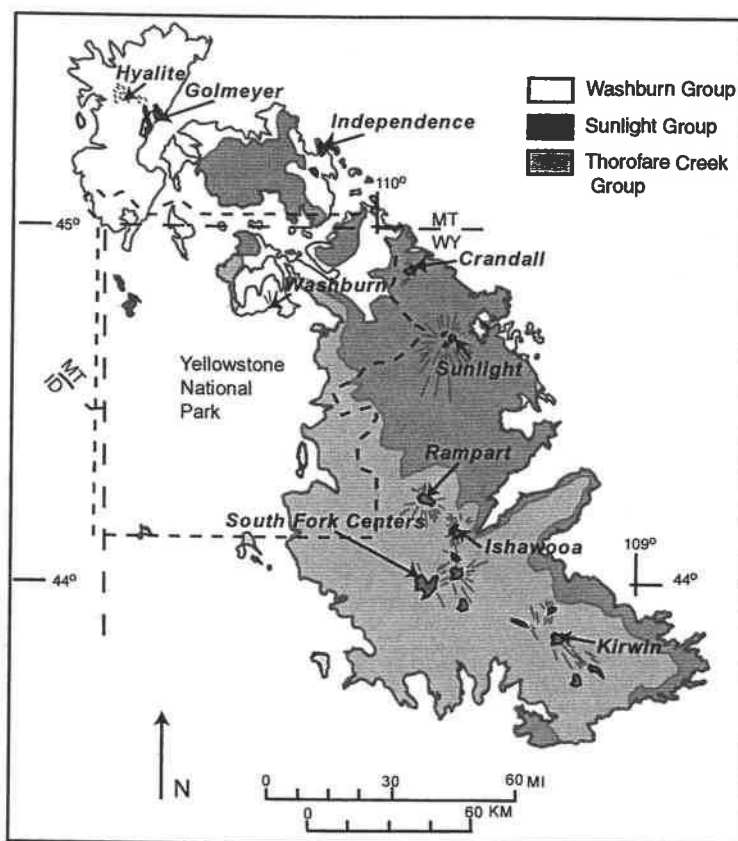 Hyalite
Golmeyer
Independence
Washburn Group
Sunlight Group
Thorofare Creek
Group
110°
45°
MT
WY
Crandall
Washburn
MT
ID
Yellowstone
National
Park
Sunlight
Rampart
South Fork Centers
Ishawooa
109°
44°
44°
Kirwin
N
0 30 60 MI
0 60 KM